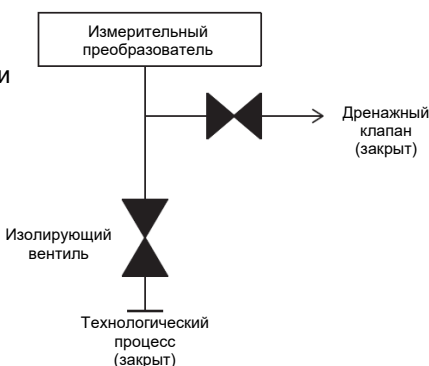 Измерительный
преобразователь
и
Дренажный
клапан
(закрыт)
Изолирующий
вентиль
Технологический
процесс
(закрыт)